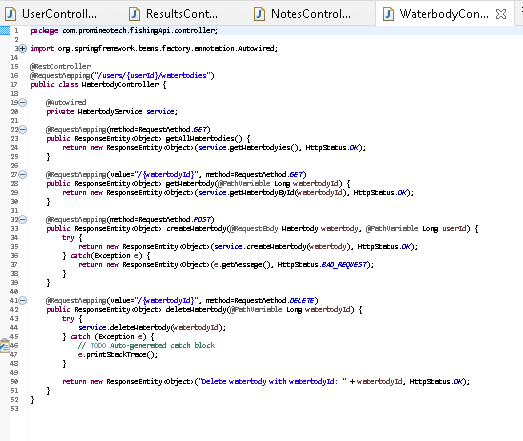 UserControll...
ResultsCont...
NotesControl...
WaterbodyCon...
1 package com.promineotech.fishingApi.controller;
2
3 import org.springframework.beans.factory.annotation.Autowired;
14
15 @RestController
16 @RequestMapping("/users/{userId}/waterbodies")
17 public class WaterbodyController {
18
19 @Autowired
20 private WaterbodyService service;
21
22 @RequestMapping(method=RequestMethod.GET)
23 public ResponseEntity<Object> getAllWaterbodies() {
24 return new ResponseEntity<Object>(service.getWaterbodies(), HttpStatus.OK);
25 }
26
27 @RequestMapping(value="/{waterbodyId}", method=RequestMethod.GET)
28 public ResponseEntity<Object> getWaterbody(@PathVariable Long waterbodyId) {
29 return new ResponseEntity<Object>(service.getWaterbodyById(waterbodyId), HttpStatus.OK);
30 }
31
32 @RequestMapping(method=RequestMethod.POST)
33 public ResponseEntity<Object> createWaterbody(@RequestBody Waterbody waterbody, @PathVariable Long userId) {
34 try {
35 return new ResponseEntity<Object>(service.createWaterbody(waterbody), HttpStatus.OK);
36 } catch(Exception e) {
37 return new ResponseEntity<Object>(e.getMessage(), HttpStatus.BAD_REQUEST);
38 }
39 }
40
41 @RequestMapping(value="/{waterbodyId}", method=RequestMethod.DELETE)
42 public ResponseEntity<Object> deleteWaterbody(@PathVariable Long waterbodyId) {
43 try {
44 service.deleteWaterbody(waterbodyId);
45 } catch (Exception e) {
46 // TODO Auto-generated catch block
47 e.printStackTrace();
48 }
49
50 return new ResponseEntity<Object>("Delete waterbody with waterbodyId: " + waterbodyId, HttpStatus.OK);
51 }
52 }
53